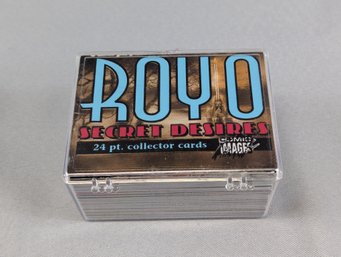 ROYO
SECRET DESIRES
24 pt. collector cards
COMIC
IMAGES